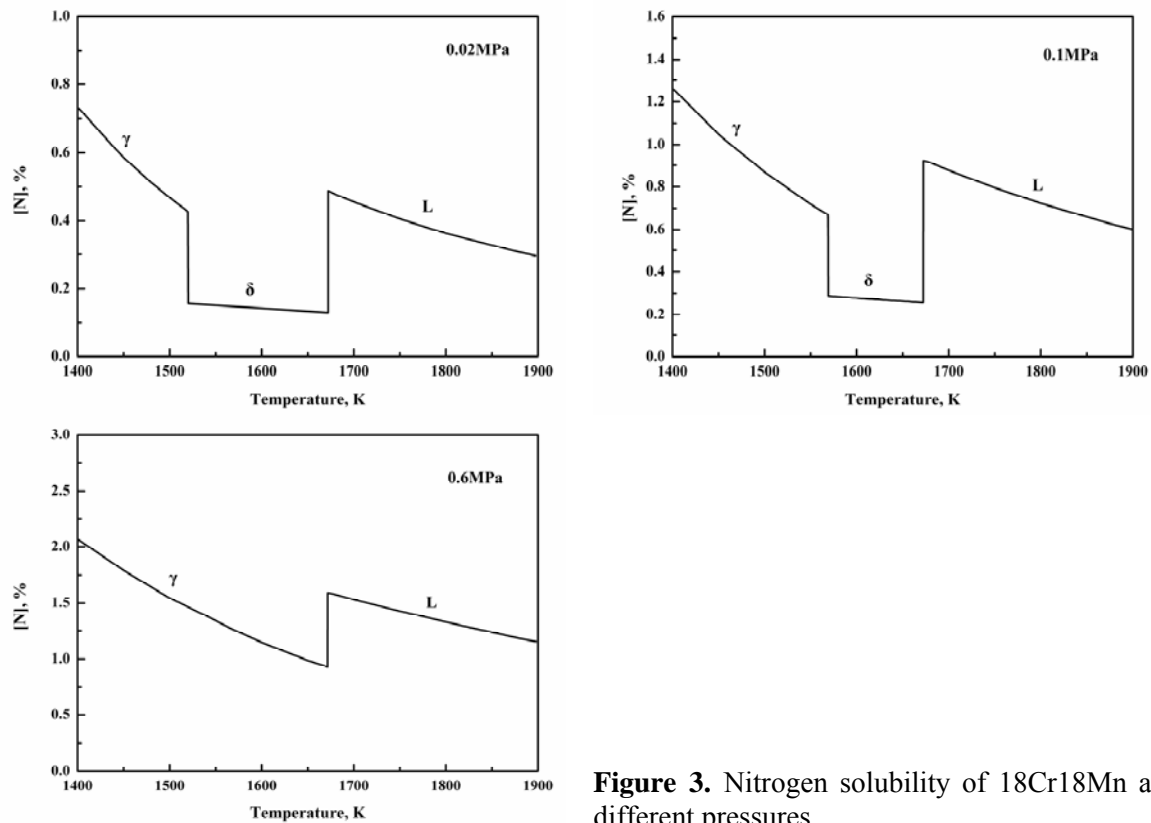 1.0
0.8
0.6
0.4
0.2
0.0
[N], %
0.02MPa
γ
δ
L
1400 1500 1600 1700 1800 1900
Temperature, K
1.6
1.4
1.2
1.0
0.8
0.6
0.4
0.2
0.0
[N], %
0.1MPa
γ
δ
L
1400 1500 1600 1700 1800 1900
Temperature, K
3.0
2.5
2.0
1.5
1.0
0.5
0.0
[N], %
0.6MPa
γ
L
1400 1500 1600 1700 1800 1900
Temperature, K
Figure 3. Nitrogen solubility of 18Cr18Mn a
different pressures